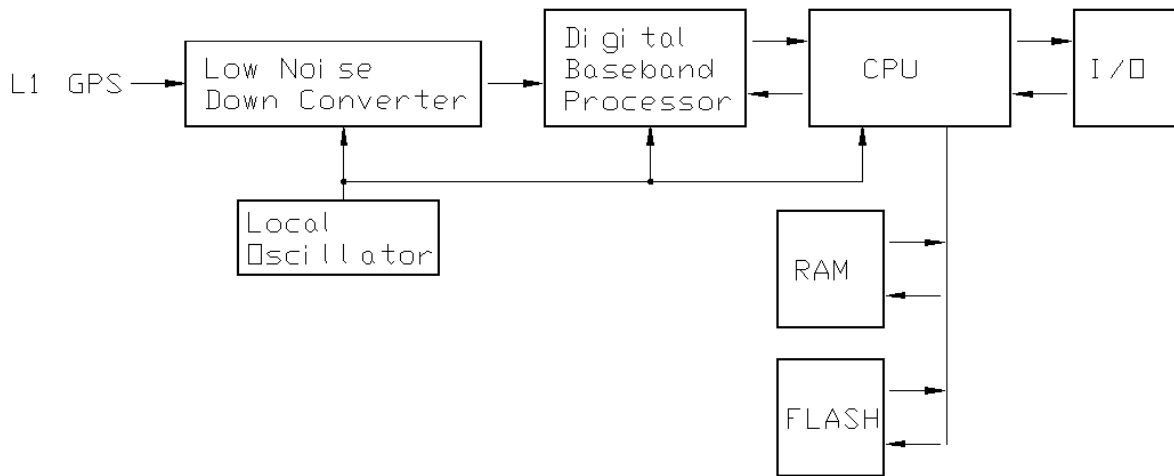 L1 GPS
Low Noise
Down Converter
Digital
Baseband
Processor
CPU
I/O
Local
Oscillator
RAM
FLASH